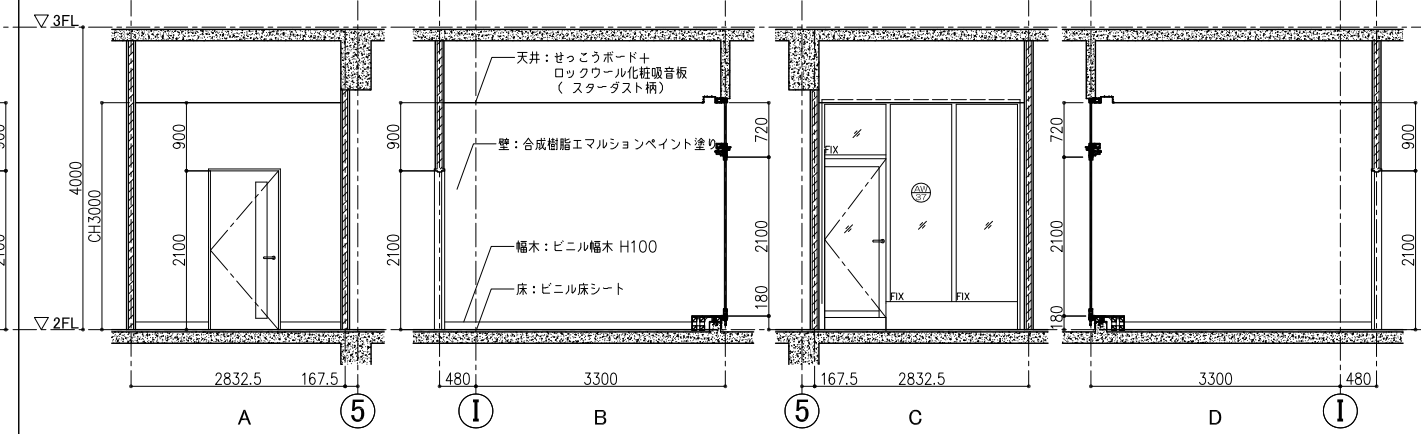 ▽3FL
天井：せっこうボード＋
ロックウール化粧吸音板
（ スターダスト柄）
900
2100
4000
CH3000
900
2100
900
2100
壁：合成樹脂エマルションペイント塗り
幅木：ビニル幅木 H100
床：ビニル床シート
720
2100
180
FIX
AW
37
FIX
FIX
720
2100
180
900
2100
▽2FL
2832.5
167.5
480
3300
167.5
2832.5
3300
480
A
5
I
B
5
C
D
I